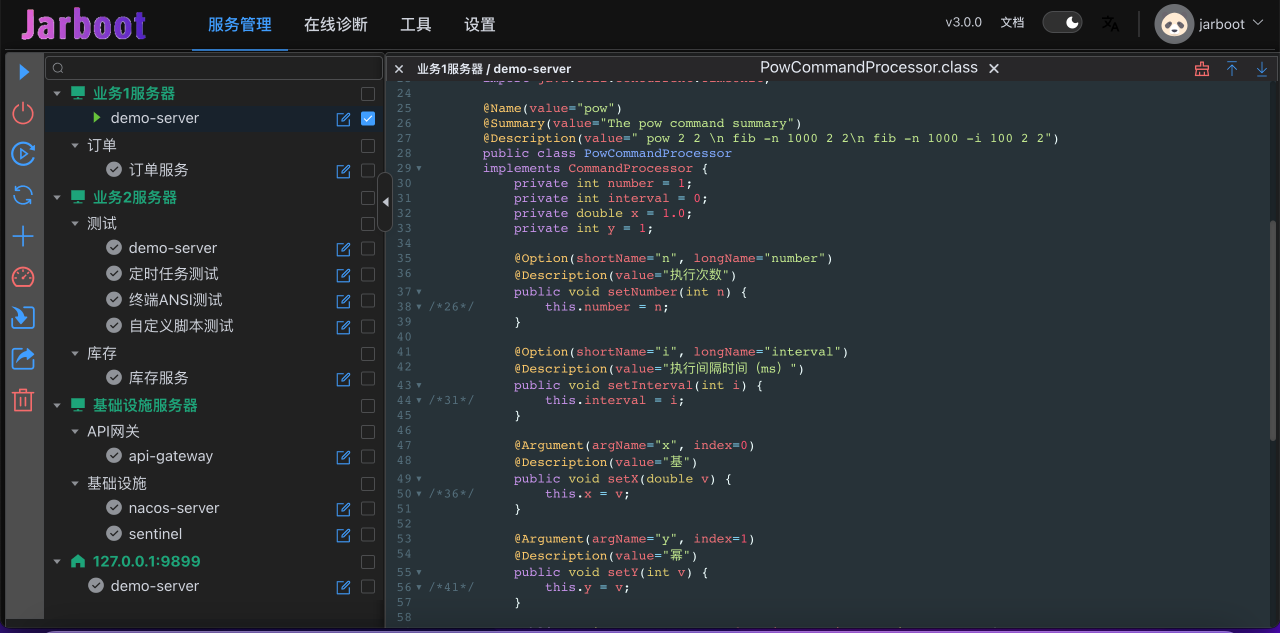 Jarboot
服务管理
在线诊断
工具
设置
v3.0.0
文档
jarboot
业务1服务器
demo-server
订单
订单服务
业务2服务器
测试
demo-server
定时任务测试
终端ANSI测试
自定义脚本测试
库存
库存服务
基础设施服务器
API网关
api-gateway
基础设施
nacos-server
sentinel
127.0.0.1:9899
demo-server
业务1服务器 / demo-server
PowCommandProcessor.class
24
25 @Name(value="pow")
26 @Summary(value="The pow command summary")
27 @Description(value=" pow 2 2 \n fib -n 1000 2 2\n fib -n 1000 -i 100 2 2")
28 public class PowCommandProcessor
29 implements CommandProcessor {
30 private int number = 1;
31 private int interval = 0;
32 private double x = 1.0;
33 private int y = 1;
34
35 @Option(shortName="n", longName="number")
36 @Description(value="执行次数")
37 public void setNumber(int n) {
38 /*26*/ this.number = n;
39 }
40
41 @Option(shortName="i", longName="interval")
42 @Description(value="执行间隔时间（ms）")
43 public void setInterval(int i) {
44 /*31*/ this.interval = i;
45 }
46
47 @Argument(argName="x", index=0)
48 @Description(value="基")
49 public void setX(double v) {
50 /*36*/ this.x = v;
51 }
52
53 @Argument(argName="y", index=1)
54 @Description(value="幂")
55 public void setY(int v) {
56 /*41*/ this.y = v;
57 }
58